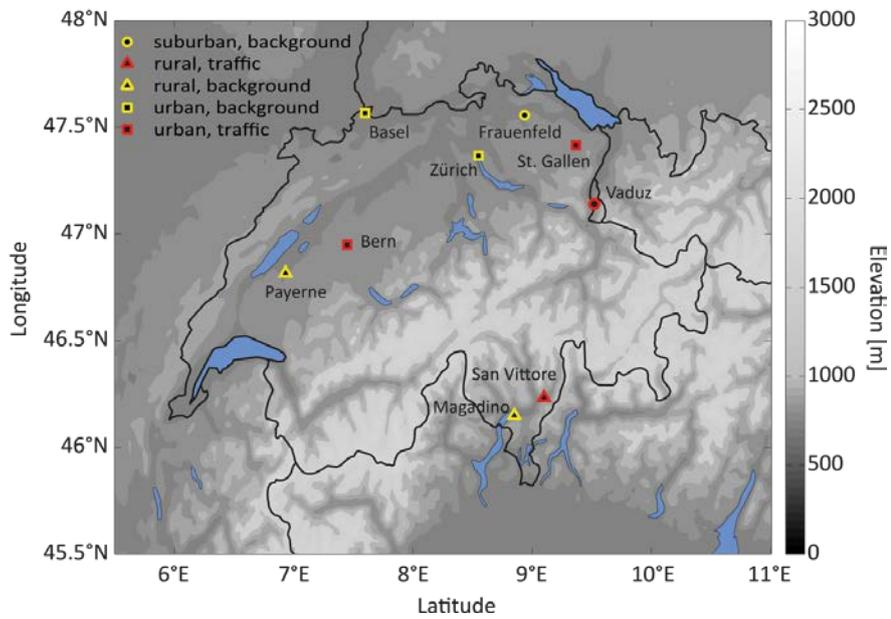 48°N
47.5°N
47°N
46.5°N
46°N
45.5°N
Longitude
suburban, background
rural, traffic
rural, background
urban, background
urban, traffic
Basel
Frauenfeld
Zürich
St. Gallen
Vaduz
Bern
Payerne
San Vittore
Magadino
6°E
7°E
8°E
9°E
10°E
11°E
Latitude
3000
2500
2000
1500
1000
500
0
Elevation [m]